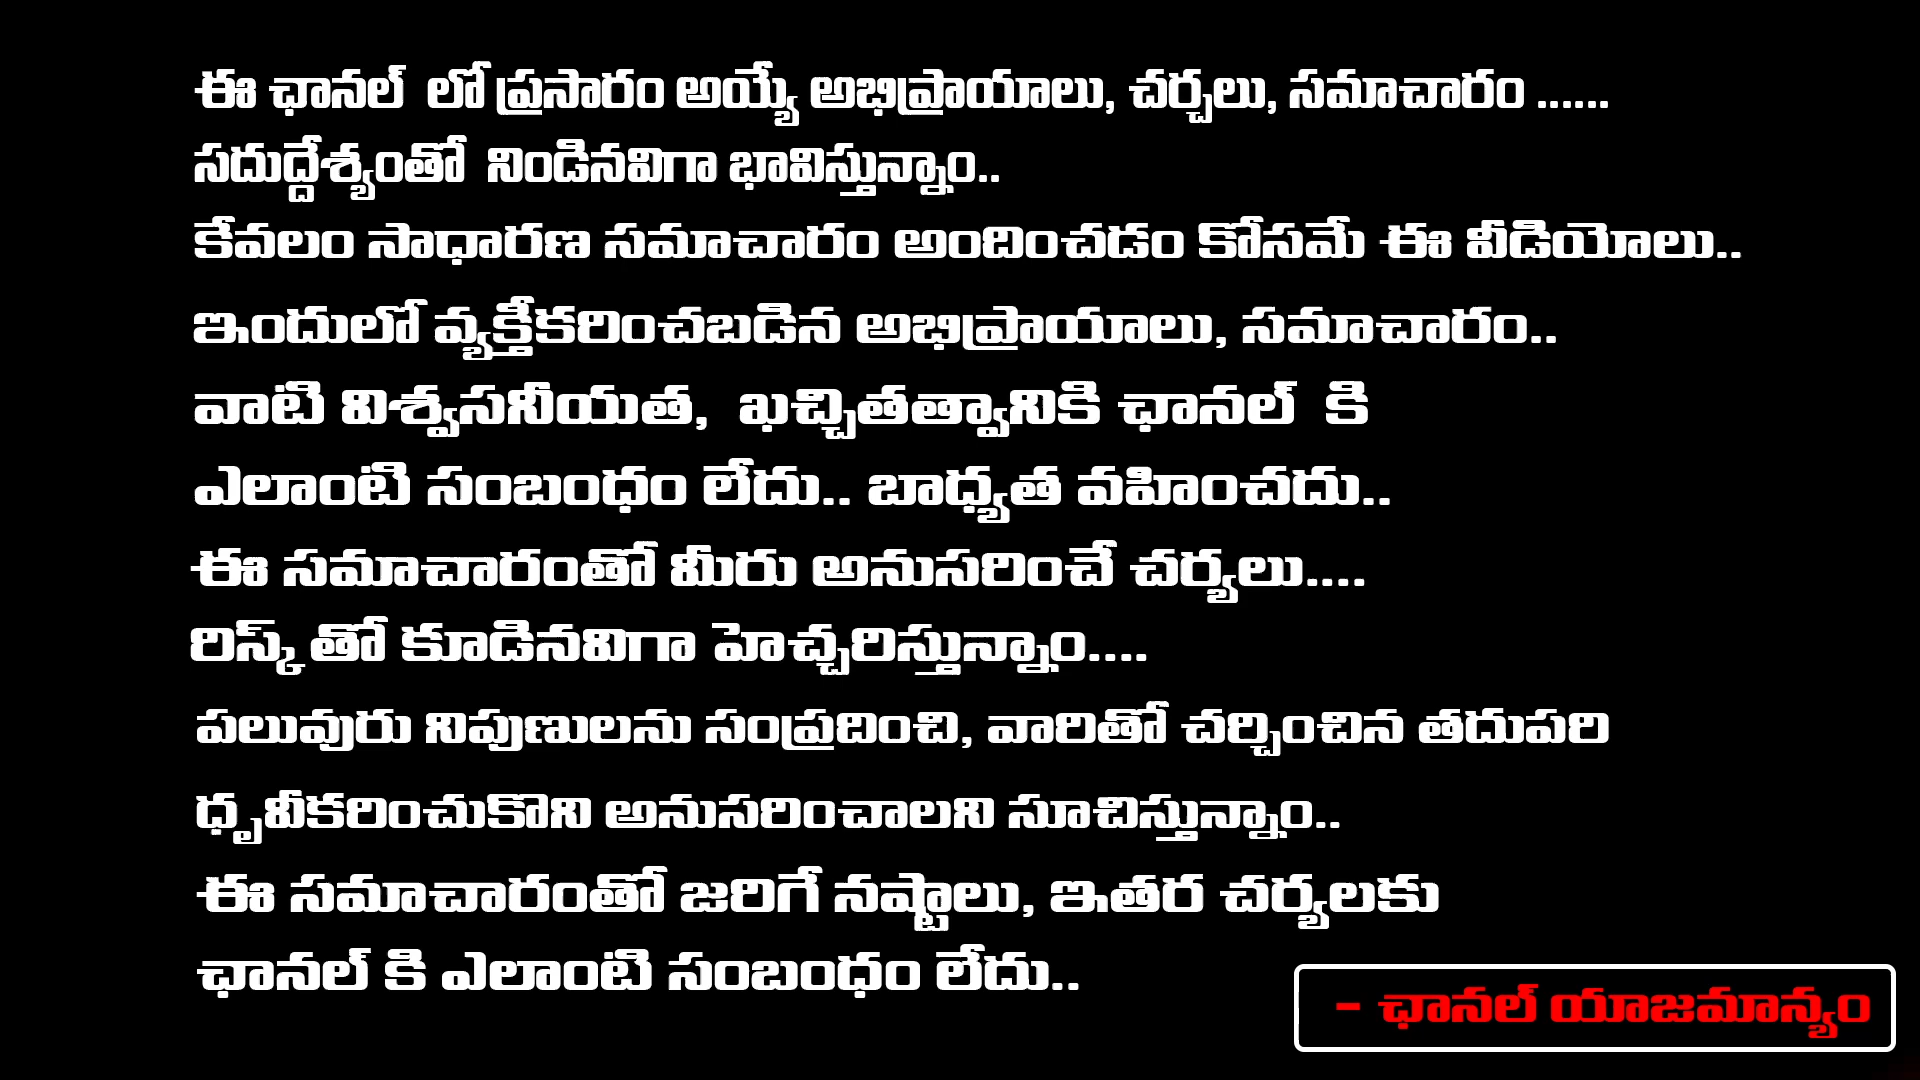 ఈ ఛానల్ లో ప్రసారం అయ్యే అభిప్రాయాలు, చర్చలు, సమాచారం ......
సదుద్దేశ్యంతో నిండినవిగా భావిస్తున్నాం..
కేవలం సాధారణ సమాచారం అందించడం కోసమే ఈ వీడియోలు..
ఇందులో వ్యక్తీకరించబడిన అభిప్రాయాలు, సమాచారం..
వాటి విశ్వసనీయత, ఖచ్చితత్వానికి ఛానల్ కి
ఎలాంటి సంబంధం లేదు.. బాధ్యత వహించదు..
ఈ సమాచారంతో మీరు అనుసరించే చర్యలు....
రిస్క్ తో కూడినవిగా హెచ్చరిస్తున్నాం....
పలువురు నిపుణులను సంప్రదించి, వారితో చర్చించిన తదుపరి
ధృవీకరించుకొని అనుసరించాలని సూచిస్తున్నాం..
ఈ సమాచారంతో జరిగే నష్టాలు, ఇతర చర్యలకు
ఛానల్ కి ఎలాంటి సంబంధం లేదు..
- ఛానల్ యాజమాన్యం